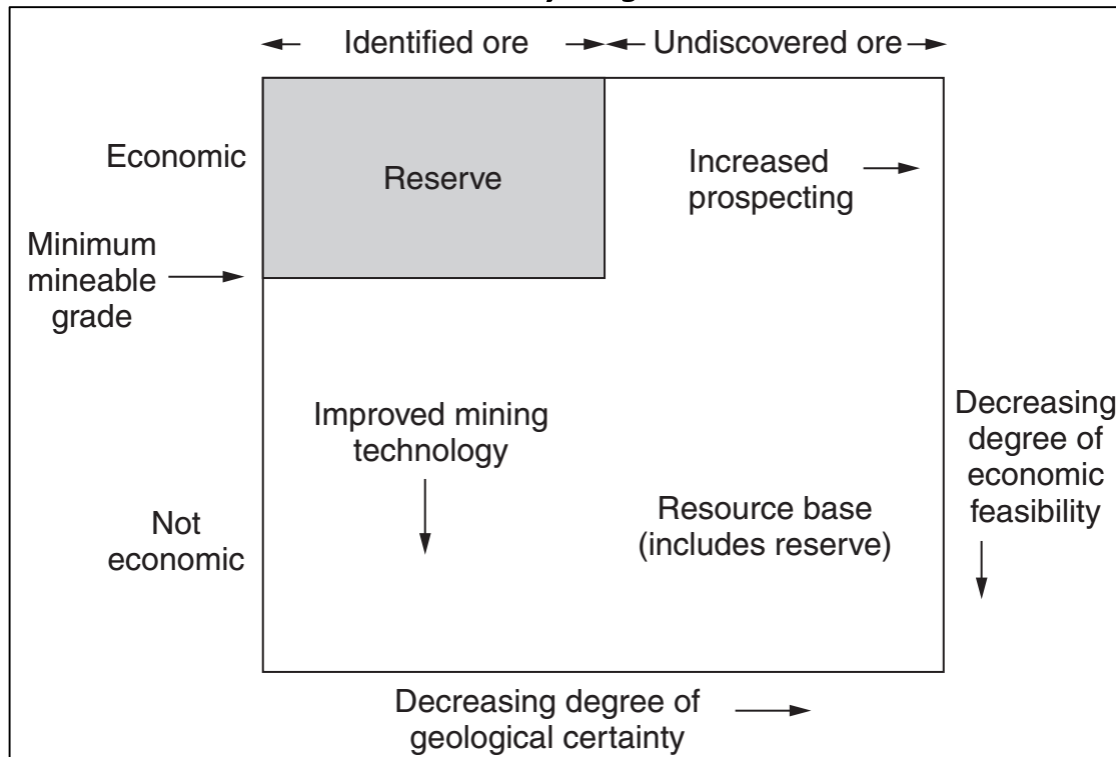 Identified ore
Undiscovered ore
Economic
Reserve
Increased
prospecting
Minimum
mineable
grade
Improved mining
technology
Decreasing
degree of
economic
feasibility
Not
economic
Resource base
(includes reserve)
Decreasing degree of
geological certainty